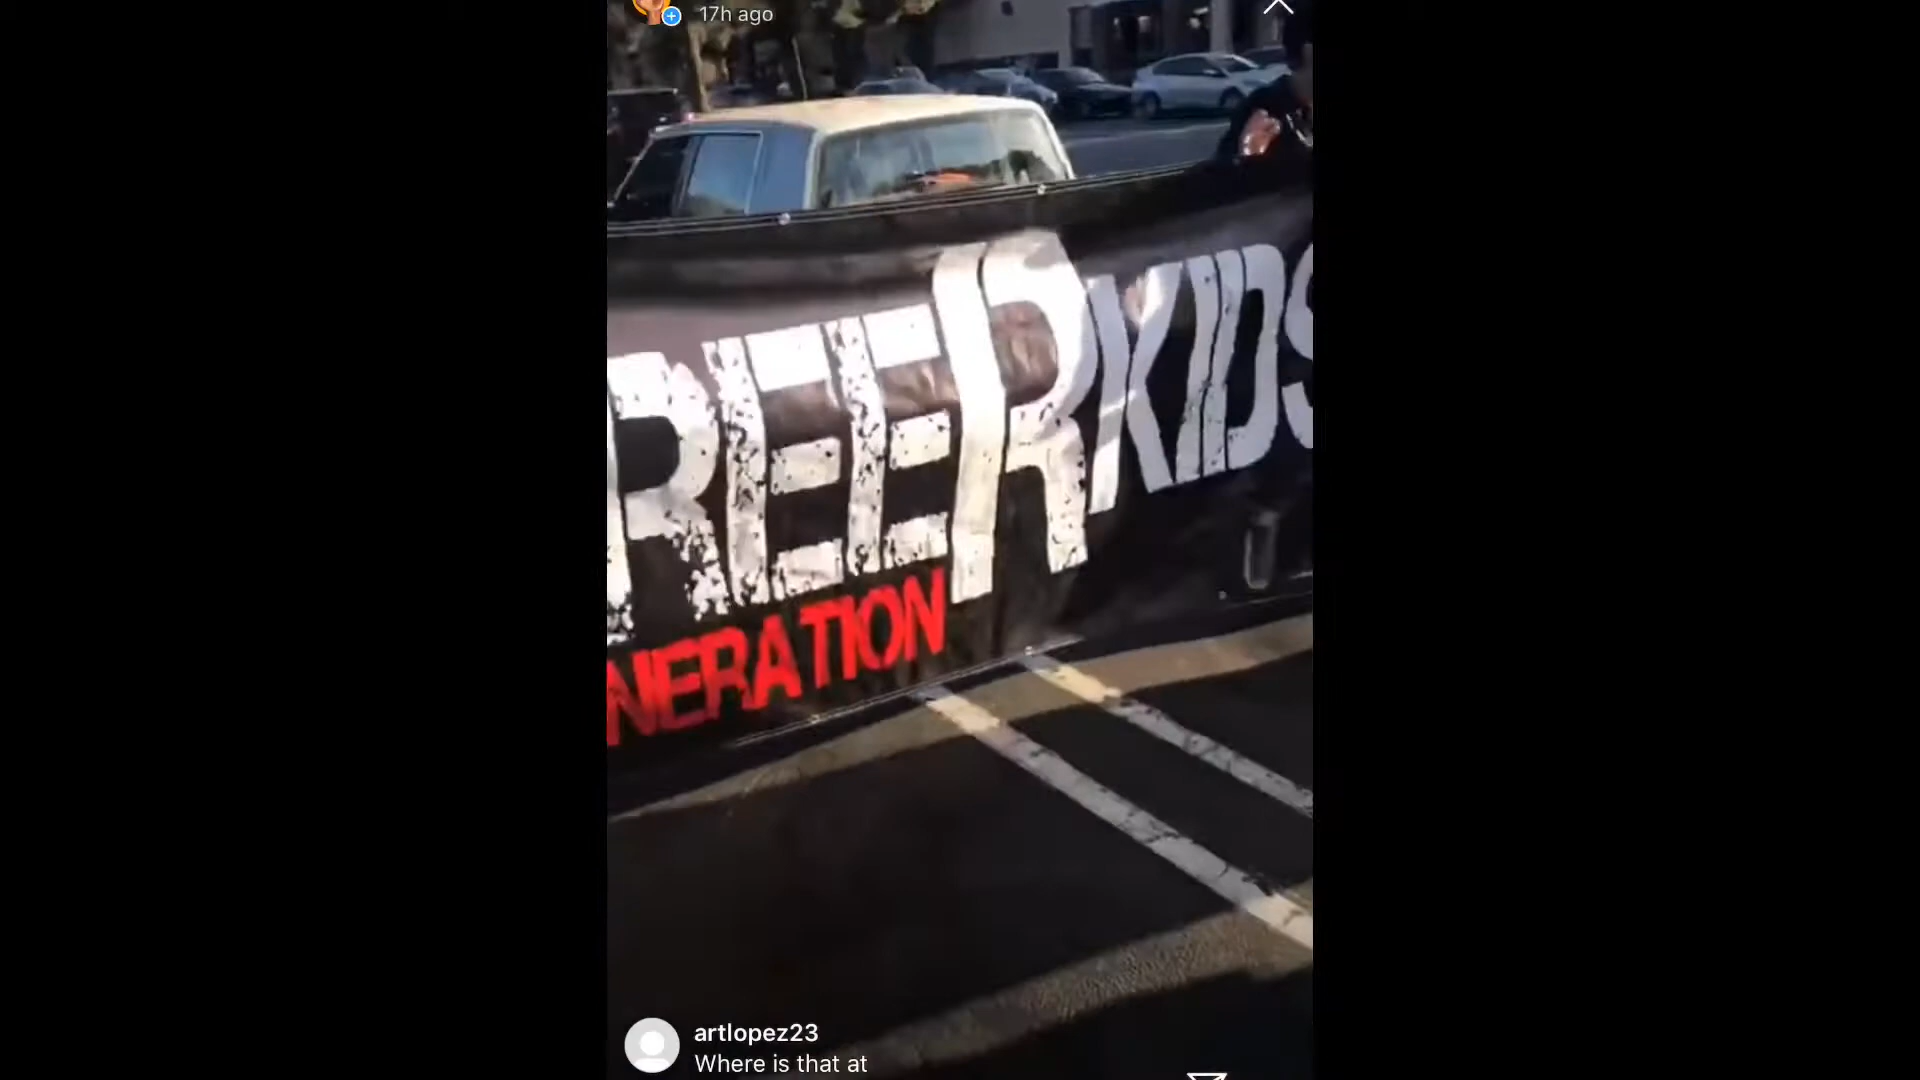 17h ago
REERKIDS
NERATION
artlopez23
Where is that at